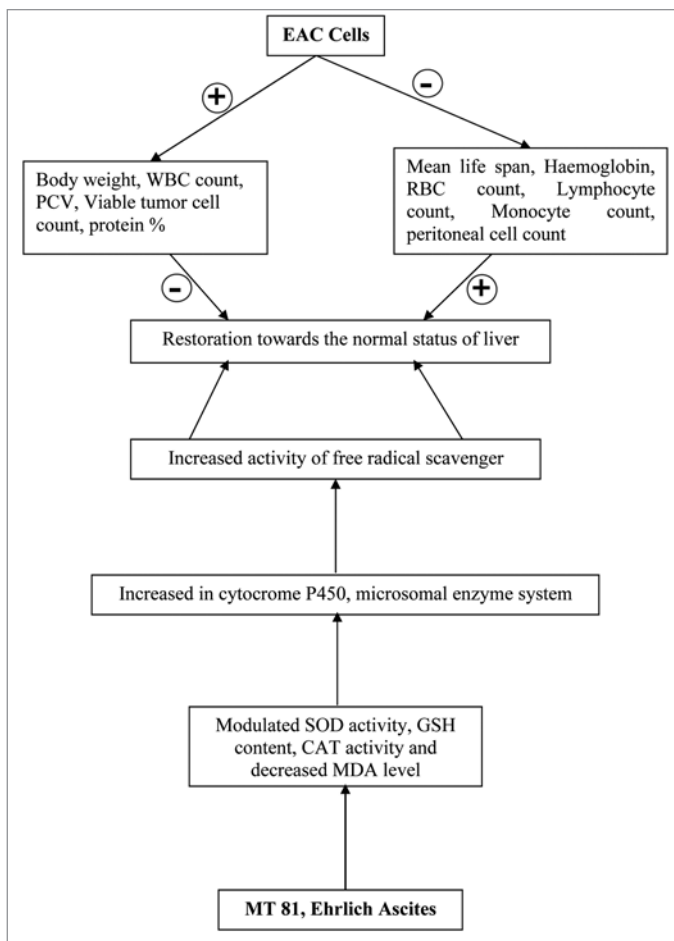 EAC Cells
+
-
Body weight, WBC count,
PCV, Viable tumor cell
count, protein %
Mean life span, Haemoglobin,
RBC count, Lymphocyte
count, Monocyte count,
peritoneal cell count
-
+
Restoration towards the normal status of liver
Increased activity of free radical scavenger
Increased in cytocrome P450, microsomal enzyme system
Modulated SOD activity, GSH
content, CAT activity and
decreased MDA level
MT 81, Ehrlich Ascites